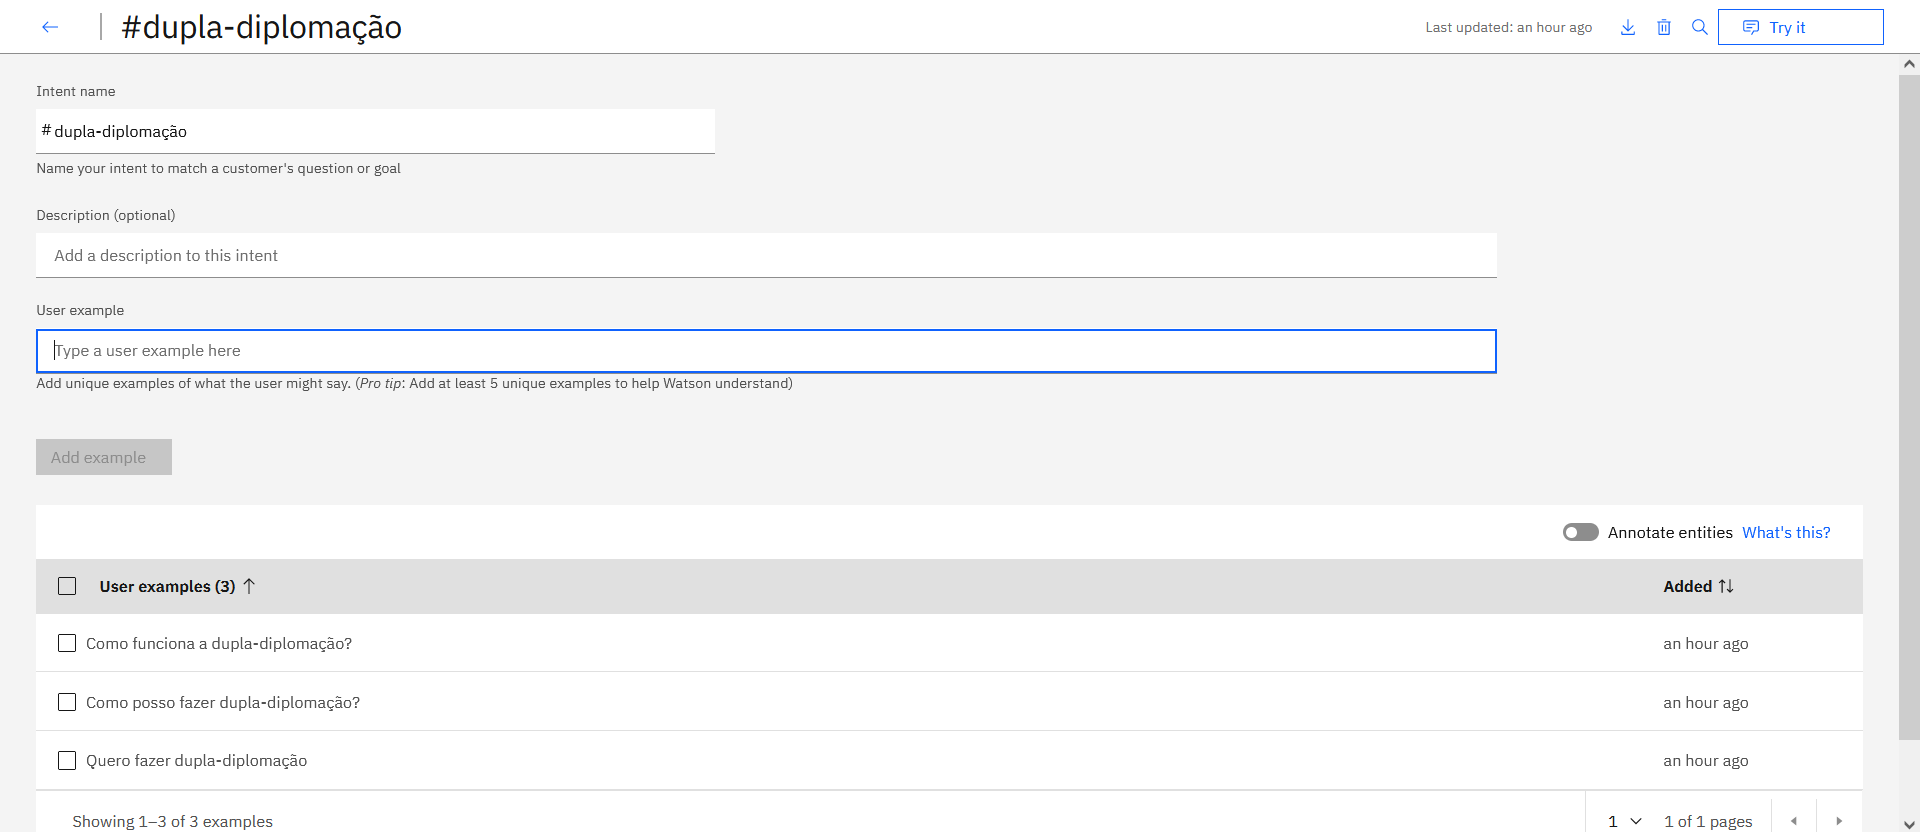 #dupla-diplomação
Last updated: an hour ago
Try it
Intent name
# dupla-diplomação
Name your intent to match a customer's question or goal
Description (optional)
Add a description to this intent
User example
Type a user example here
Add unique examples of what the user might say. (Pro tip: Add at least 5 unique examples to help Watson understand)
Add example
Annotate entities What's this?
User examples (3) Added
Como funciona a dupla-diplomação? an hour ago
Como posso fazer dupla-diplomação? an hour ago
Quero fazer dupla-diplomação an hour ago
Showing 1–3 of 3 examples 1 1 of 1 pages